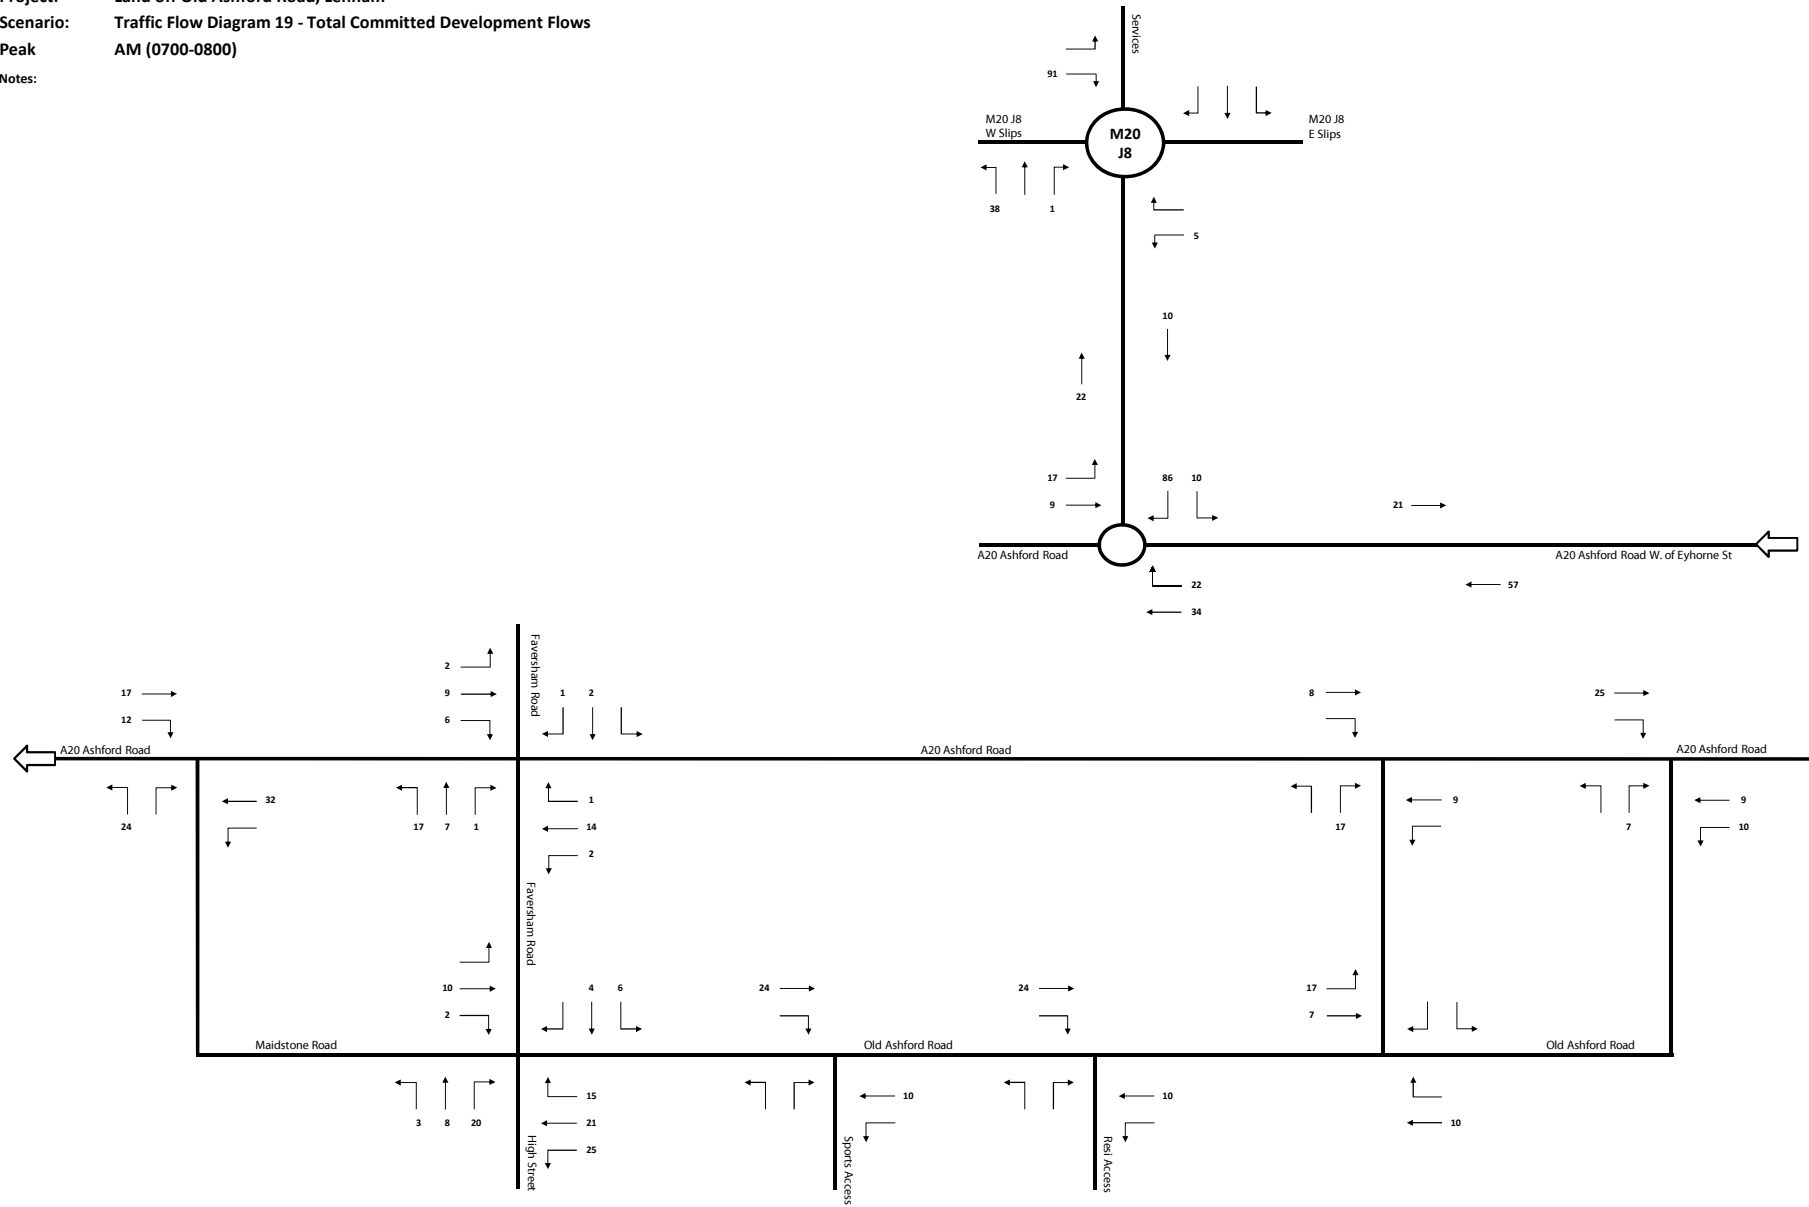 Project: Land off Old Ashford Road, Lenham
Scenario: Traffic Flow Diagram 19 - Total Committed Development Flows
Peak AM (0700-0800)
Notes:
Services
91
M20 J8
W Slips
M20
J8
M20 J8
E Slips
38 1
5
10
22
17
9
86 10
21
A20 Ashford Road
A20 Ashford Road W. of Eyhorne St
22
34
57
Faversham Road
2
9
6
1 2
17
12
8
25
A20 Ashford Road
A20 Ashford Road
A20 Ashford Road
24
32
17 7 1
1
14
2
17
9
7
9
10
Faversham Road
10
2
4 6
24
24
17
7
Maidstone Road
Old Ashford Road
Old Ashford Road
3 8 20
15
21
25
10
10
10
High Street
Sports Access
Resi Access